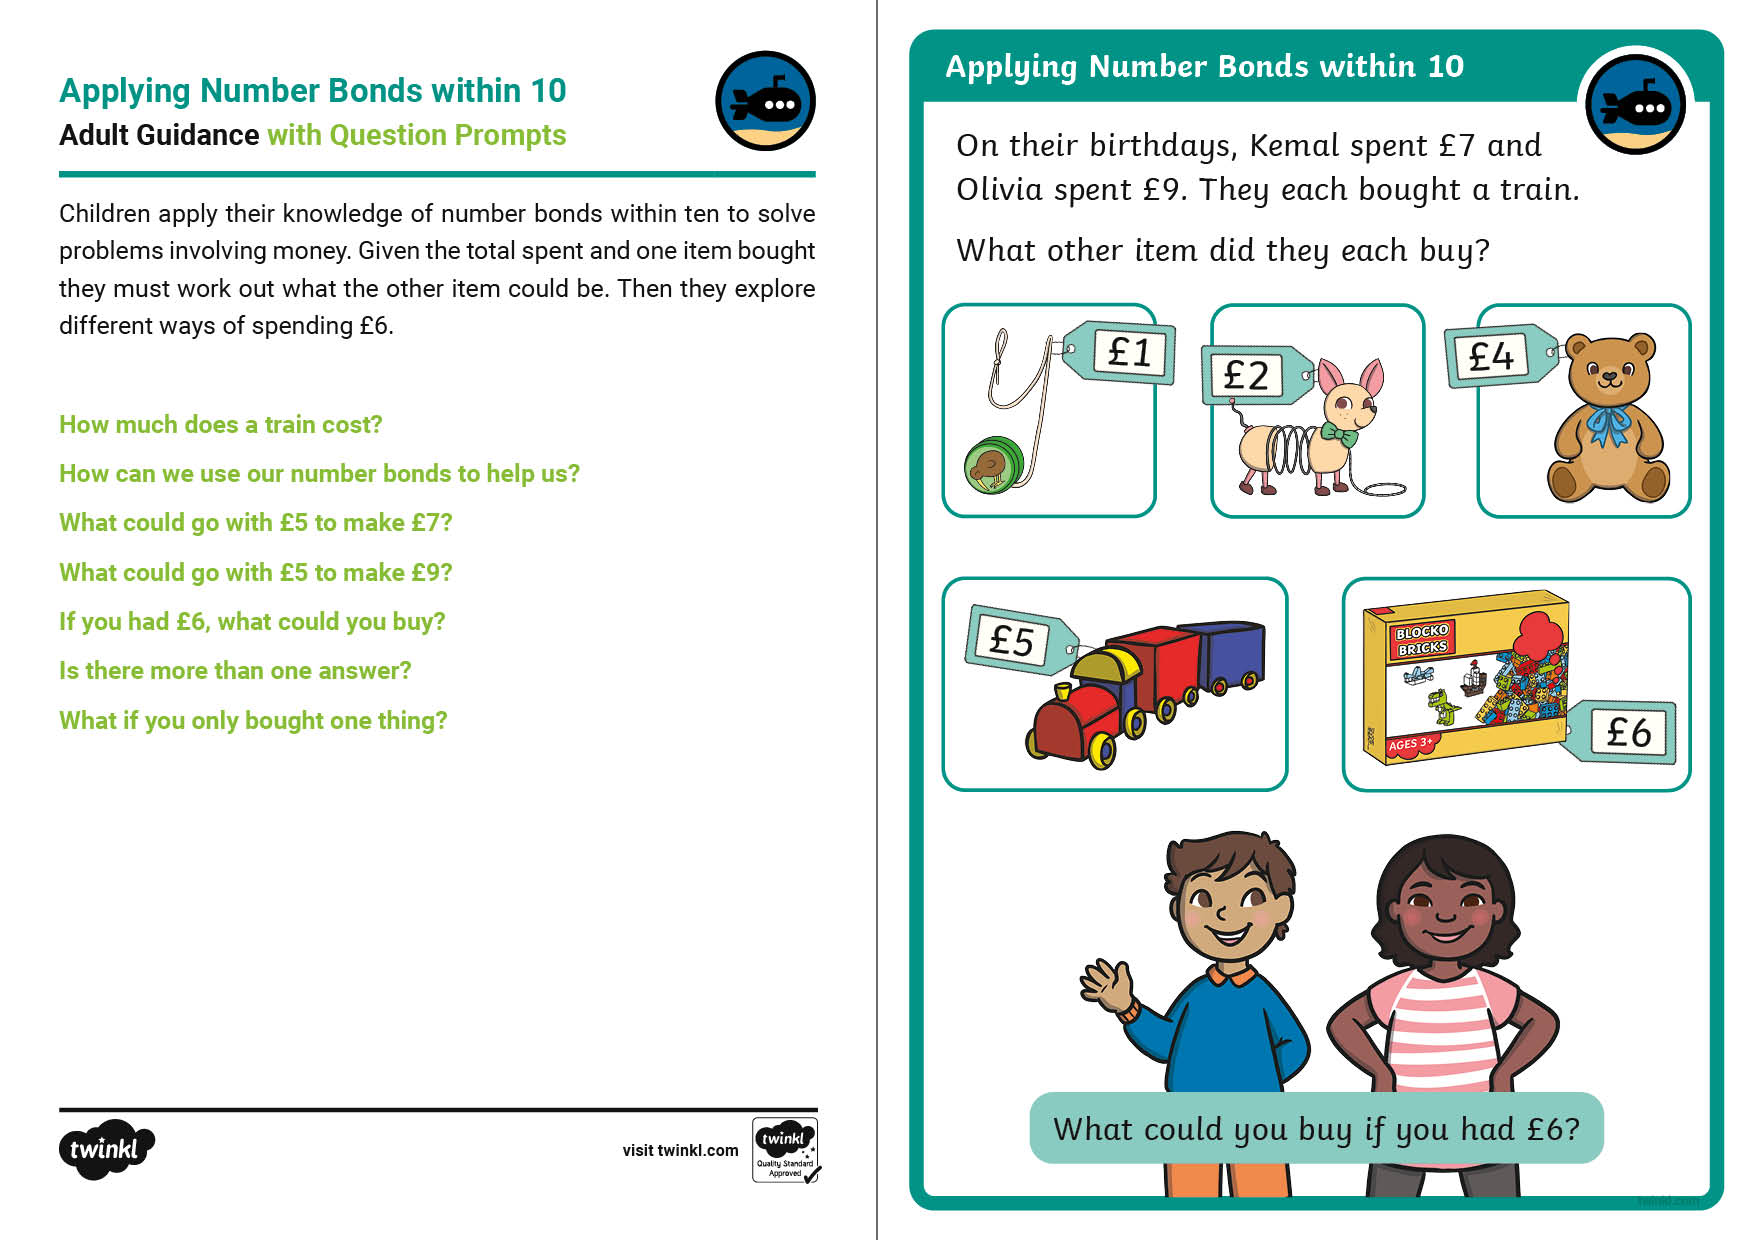 Applying Number Bonds within 10
Adult Guidance with Question Prompts
Children apply their knowledge of number bonds within ten to solve
problems involving money. Given the total spent and one item bought
they must work out what the other item could be. Then they explore
different ways of spending £6.
How much does a train cost?
How can we use our number bonds to help us?
What could go with £5 to make £7?
What could go with £5 to make £9?
If you had £6, what could you buy?
Is there more than one answer?
What if you only bought one thing?
twinkl
visit twinkl.com
twinkl
Quality Standard
Approved
Applying Number Bonds within 10
On their birthdays, Kemal spent £7 and
Olivia spent £9. They each bought a train.
What other item did they each buy?
£1
£2
£4
£5
BLOCKO
BRICKS
AGES 3+
£6
What could you buy if you had £6?
twinkl.com